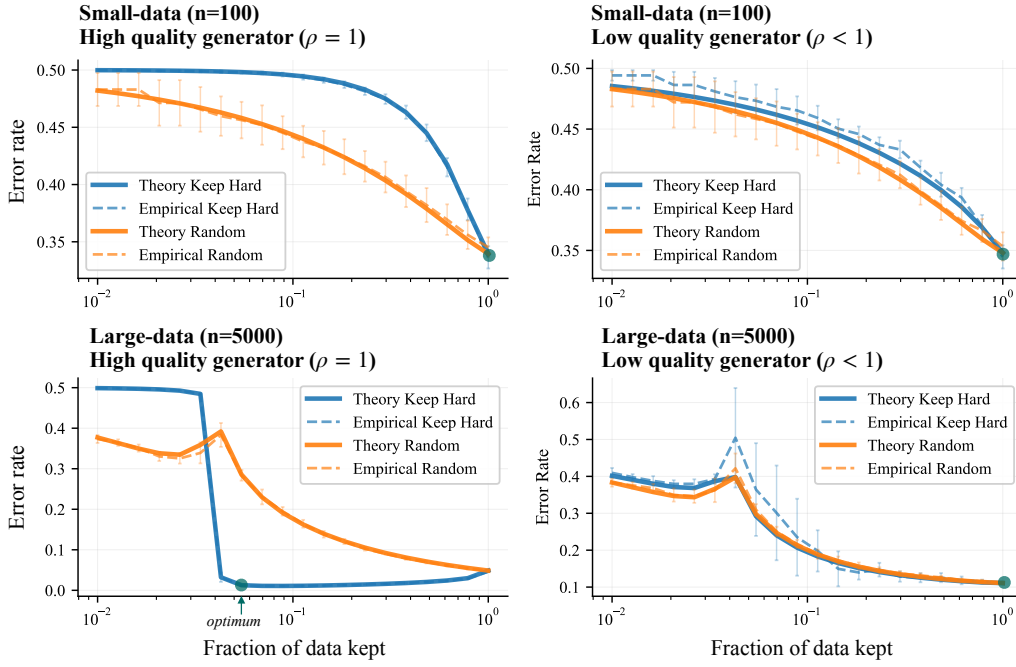 Small-data (n=100)
High quality generator (ρ = 1)
Error rate
0.50
0.45
0.40
0.35
Theory Keep Hard
Empirical Keep Hard
Theory Random
Empirical Random
10⁻²
10⁻¹
10⁰
Small-data (n=100)
Low quality generator (ρ < 1)
Error Rate
0.50
0.45
0.40
0.35
Theory Keep Hard
Empirical Keep Hard
Theory Random
Empirical Random
10⁻²
10⁻¹
10⁰
Large-data (n=5000)
High quality generator (ρ = 1)
Error rate
0.5
0.4
0.3
0.2
0.1
0.0
Theory Keep Hard
Empirical Keep Hard
Theory Random
Empirical Random
10⁻²
10⁻¹
10⁰
optimum
Fraction of data kept
Large-data (n=5000)
Low quality generator (ρ < 1)
Error Rate
0.6
0.5
0.4
0.3
0.2
0.1
Theory Keep Hard
Empirical Keep Hard
Theory Random
Empirical Random
10⁻²
10⁻¹
10⁰
Fraction of data kept